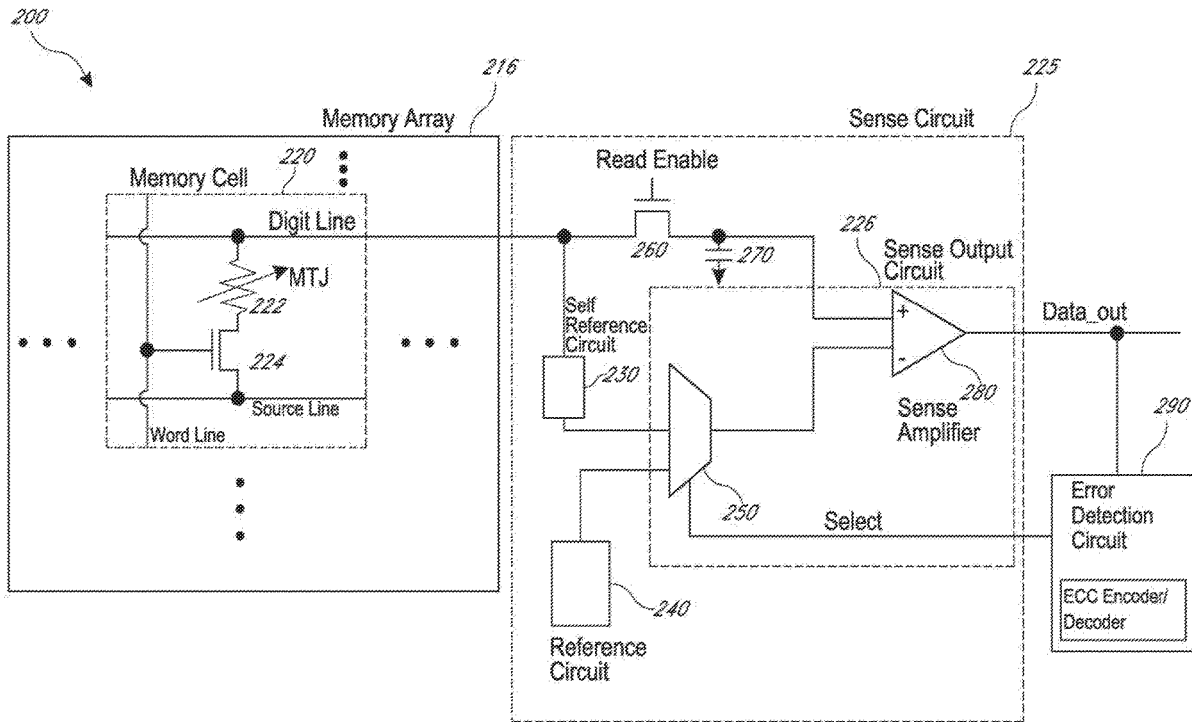 200
216
225
Memory Array
Sense Circuit
220
Memory Cell
Read Enable
Digit Line
260
270
226
Sense Output
Circuit
MTJ
222
Self
Reference
Circuit
+
Data_out
224
230
-
280
Source Line
Sense
Amplifier
290
Word Line
250
Select
Error
Detection
Circuit
240
ECC Encoder/
Decoder
Reference
Circuit